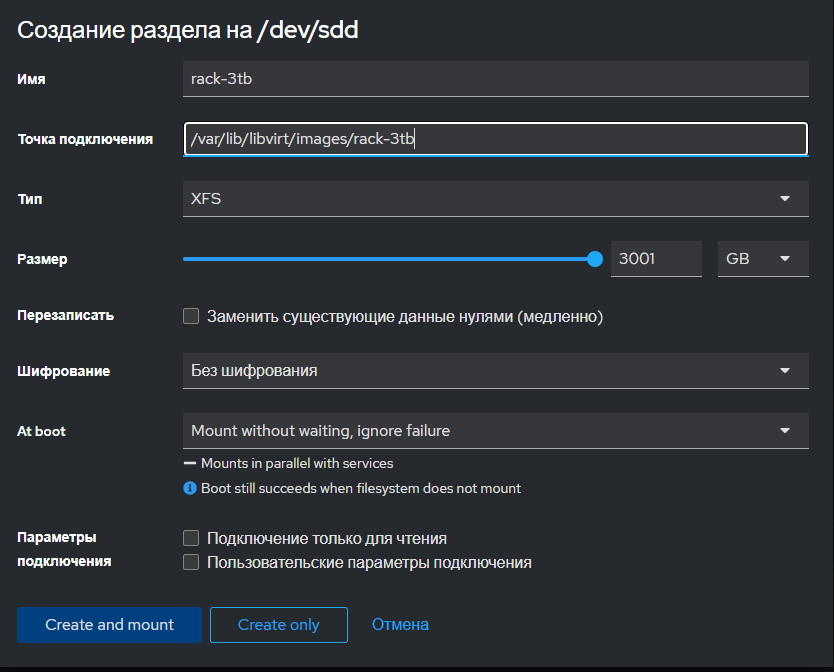 Создание раздела на /dev/sdd
Имя
rack-3tb
Точка подключения
/var/lib/libvirt/images/rack-3tb
Тип
XFS
Размер
3001
GB
Перезаписать
Заменить существующие данные нулями (медленно)
Шифрование
Без шифрования
At boot
Mount without waiting, ignore failure
Mounts in parallel with services
Boot still succeeds when filesystem does not mount
Параметры
подключения
Подключение только для чтения
Пользовательские параметры подключения
Create and mount
Create only
Отмена